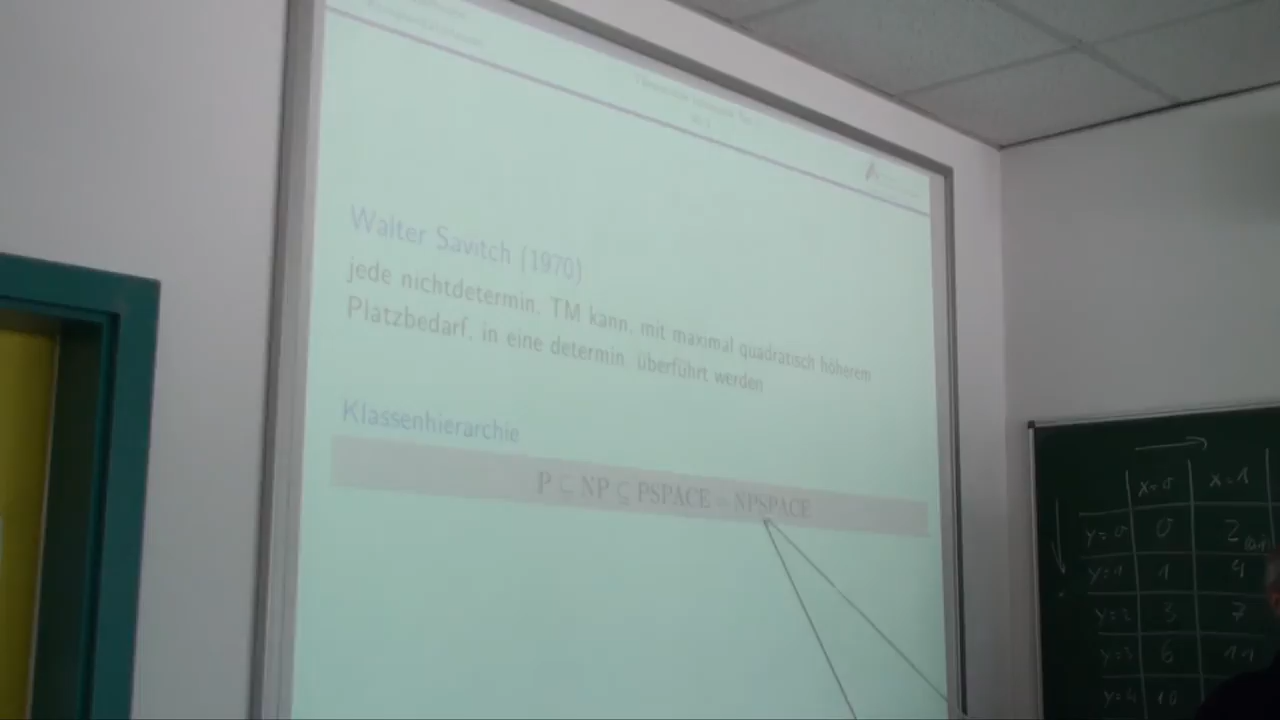 Walter Savitch (1970)
jede nichtdetermin. TM kann, mit maximal quadratisch höherem
Platzbedarf, in eine determin. überführt werden
Klassenhierarchie
P ⊆ NP ⊆ PSPACE = NPSPACE
x=0 x=1
y=0 0 2
y=1 1 4
y=2 3 7
y=3 6 11
y=4 10